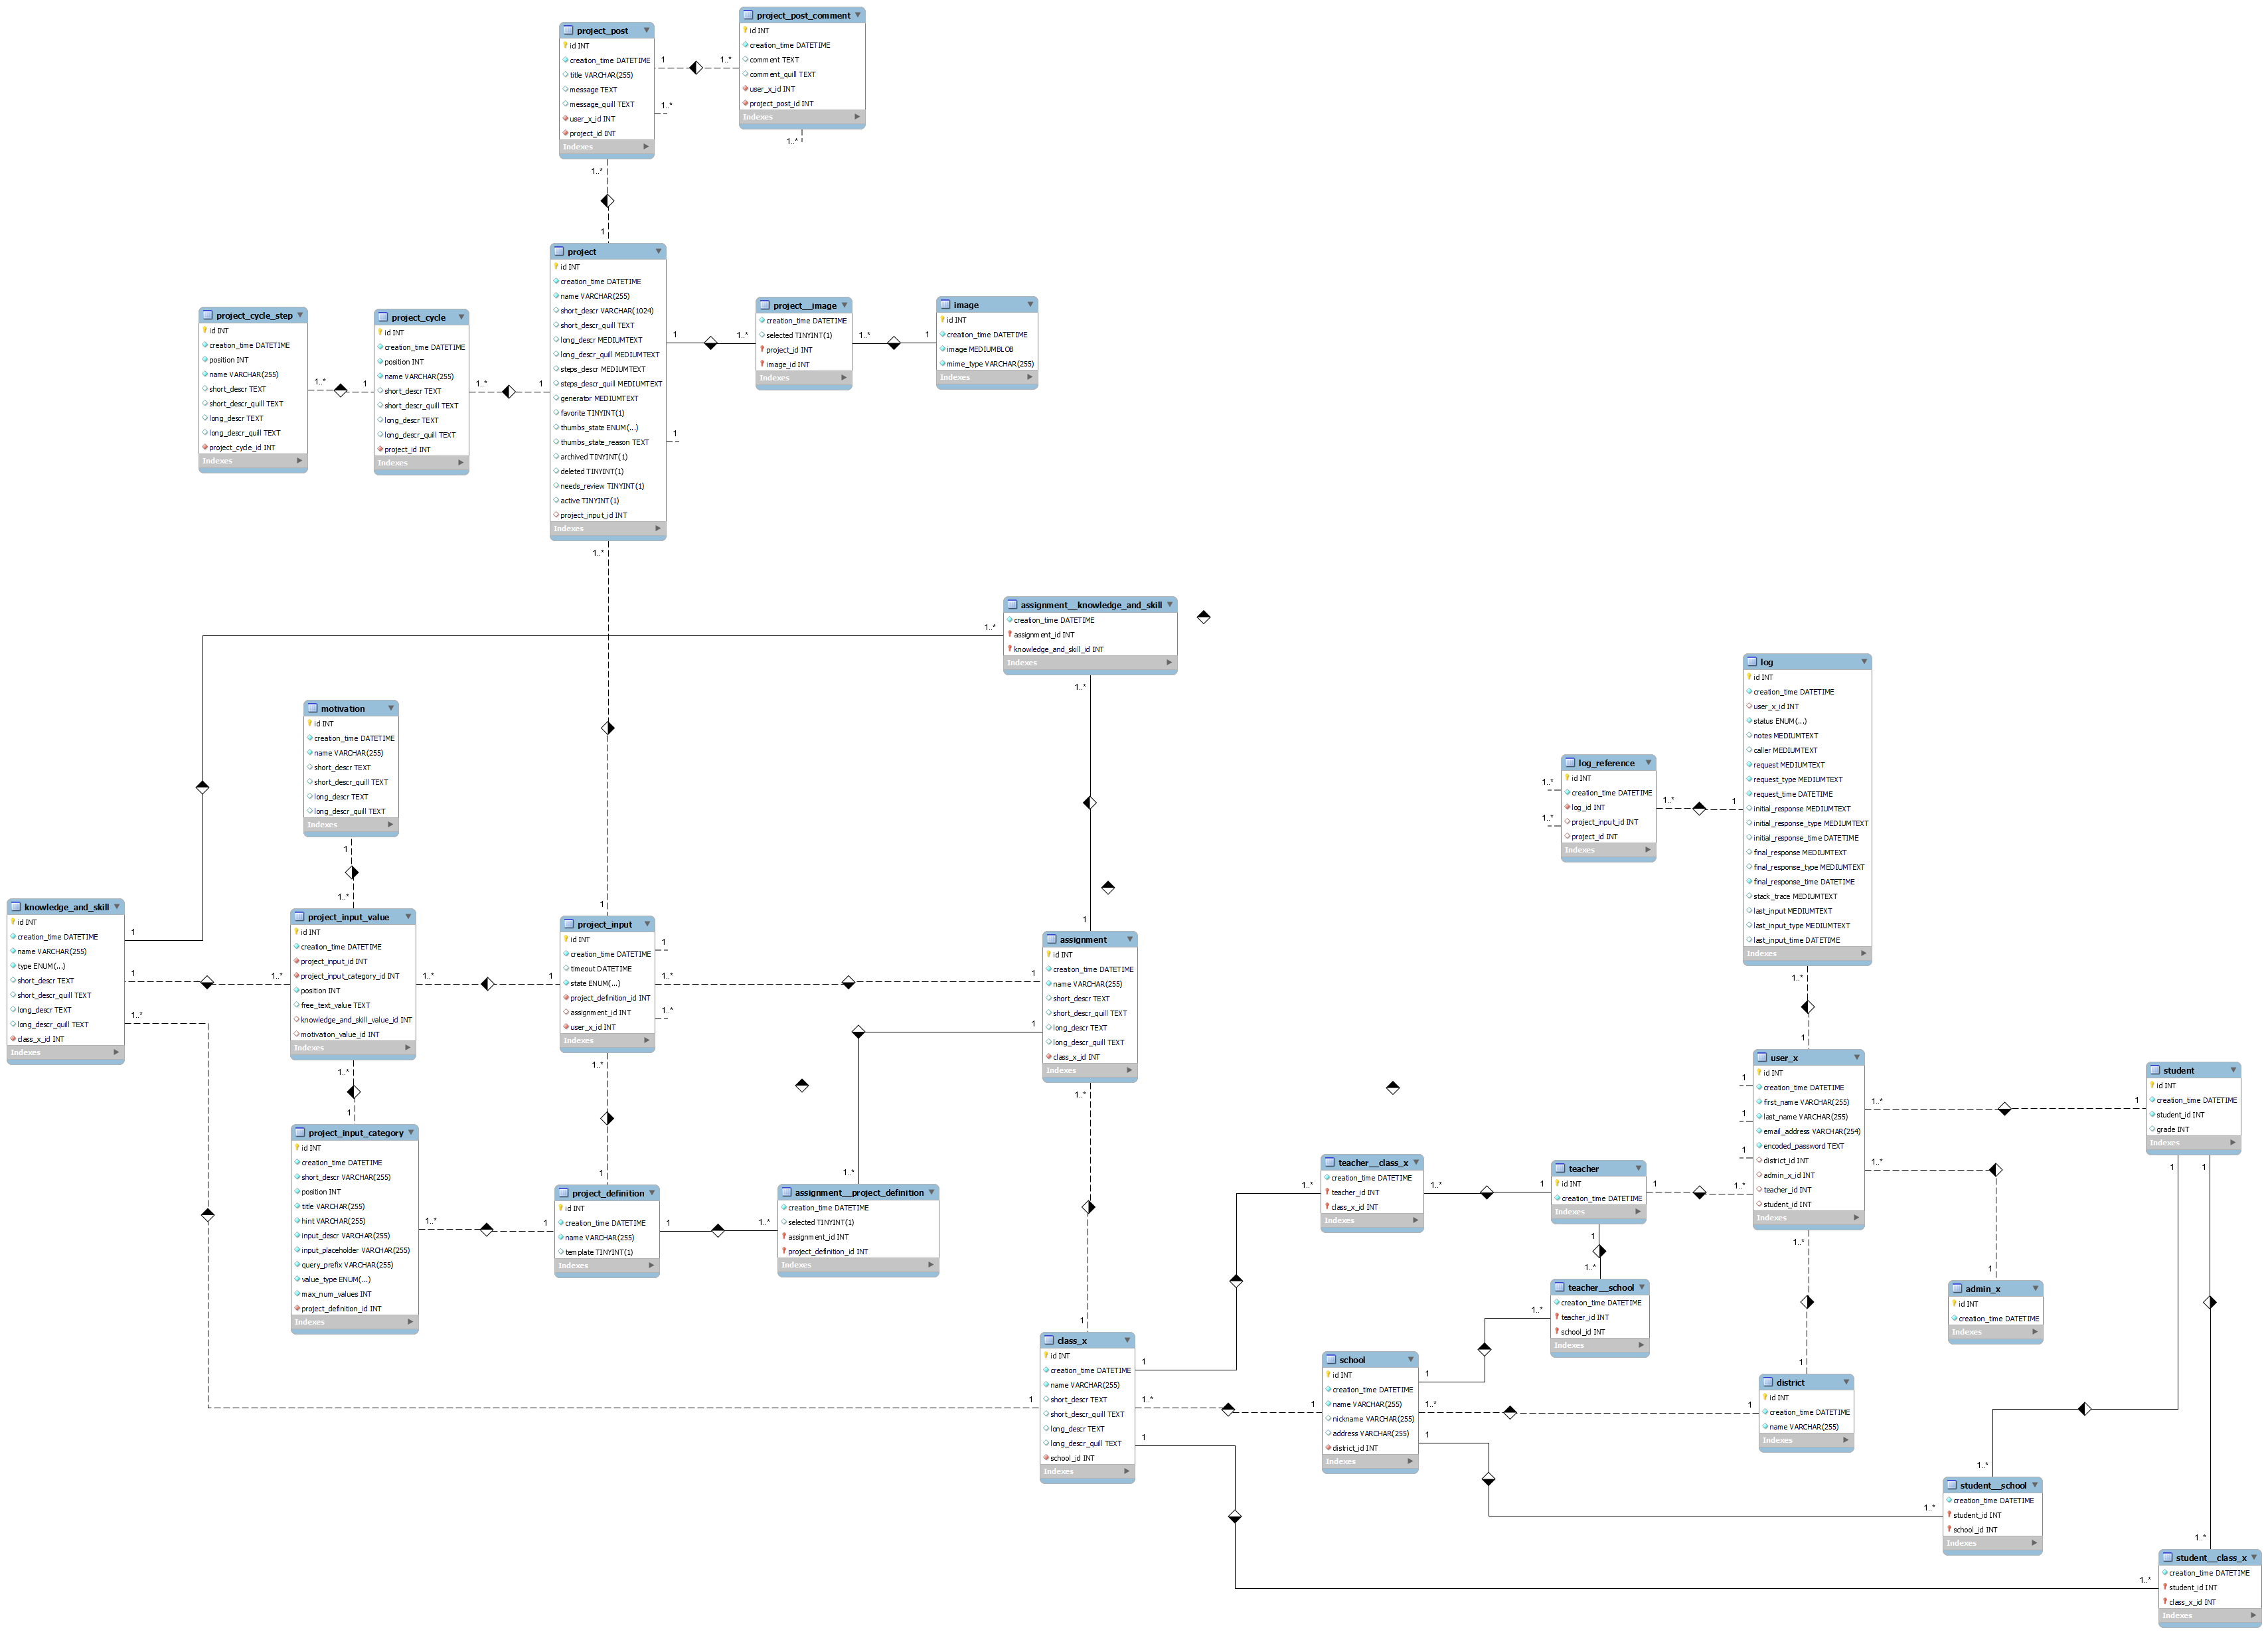 project_post
id INT
creation_time DATETIME
title VARCHAR(255)
message TEXT
message_quill TEXT
user_x_id INT
project_id INT
Indexes
1
1..*
1..*
1..*
project_post_comment
id INT
creation_time DATETIME
comment TEXT
comment_quill TEXT
user_x_id INT
project_post_id INT
Indexes
1..*
1
project
id INT
creation_time DATETIME
name VARCHAR(255)
short_descr VARCHAR(1024)
short_descr_quill TEXT
long_descr MEDIUMTEXT
long_descr_quill MEDIUMTEXT
steps_descr MEDIUMTEXT
steps_descr_quill MEDIUMTEXT
generator MEDIUMTEXT
favorite TINYINT(1)
thumbs_state ENUM(...)
thumbs_state_reason TEXT
archived TINYINT(1)
deleted TINYINT(1)
needs_review TINYINT(1)
active TINYINT(1)
project_input_id INT
Indexes
1
1..*
1
1..*
project__image
creation_time DATETIME
selected TINYINT(1)
project_id INT
image_id INT
Indexes
1..*
1
image
id INT
creation_time DATETIME
image MEDIUMBLOB
mime_type VARCHAR(255)
Indexes
project_cycle_step
id INT
creation_time DATETIME
position INT
name VARCHAR(255)
short_descr TEXT
short_descr_quill TEXT
long_descr TEXT
long_descr_quill TEXT
project_cycle_id INT
Indexes
1..*
1
project_cycle
id INT
creation_time DATETIME
position INT
name VARCHAR(255)
short_descr TEXT
short_descr_quill TEXT
long_descr TEXT
long_descr_quill TEXT
project_id INT
Indexes
1..*
1
assignment__knowledge_and_skill
creation_time DATETIME
assignment_id INT
knowledge_and_skill_id INT
Indexes
1..*
1..*
motivation
id INT
creation_time DATETIME
name VARCHAR(255)
short_descr TEXT
short_descr_quill TEXT
long_descr TEXT
long_descr_quill TEXT
Indexes
1
1..*
log
id INT
creation_time DATETIME
user_x_id INT
status ENUM(...)
notes MEDIUMTEXT
caller MEDIUMTEXT
request MEDIUMTEXT
request_type MEDIUMTEXT
request_time DATETIME
initial_response MEDIUMTEXT
initial_response_type MEDIUMTEXT
initial_response_time DATETIME
final_response MEDIUMTEXT
final_response_type MEDIUMTEXT
final_response_time DATETIME
stack_trace MEDIUMTEXT
last_input MEDIUMTEXT
last_input_type MEDIUMTEXT
last_input_time DATETIME
Indexes
1..*
1
log_reference
id INT
creation_time DATETIME
log_id INT
project_input_id INT
project_id INT
Indexes
1..*
1..*
1..*
1
knowledge_and_skill
id INT
creation_time DATETIME
name VARCHAR(255)
type ENUM(...)
short_descr TEXT
short_descr_quill TEXT
long_descr TEXT
long_descr_quill TEXT
class_x_id INT
Indexes
1
1
1..*
1..*
project_input_value
id INT
creation_time DATETIME
project_input_id INT
project_input_category_id INT
position INT
free_text_value TEXT
knowledge_and_skill_value_id INT
motivation_value_id INT
Indexes
1..*
1
1..*
1
project_input
id INT
creation_time DATETIME
timeout DATETIME
state ENUM(...)
project_definition_id INT
assignment_id INT
user_x_id INT
Indexes
1
1
1..*
1..*
1..*
1
assignment
id INT
creation_time DATETIME
name VARCHAR(255)
short_descr TEXT
short_descr_quill TEXT
long_descr TEXT
long_descr_quill TEXT
class_x_id INT
Indexes
1
1
1
1..*
project_input_category
id INT
creation_time DATETIME
short_descr VARCHAR(255)
position INT
title VARCHAR(255)
hint VARCHAR(255)
input_descr VARCHAR(255)
input_placeholder VARCHAR(255)
query_prefix VARCHAR(255)
value_type ENUM(...)
max_num_values INT
project_definition_id INT
Indexes
1..*
1
project_definition
id INT
creation_time DATETIME
name VARCHAR(255)
template TINYINT(1)
Indexes
1
1..*
1..*
assignment__project_definition
creation_time DATETIME
selected TINYINT(1)
assignment_id INT
project_definition_id INT
Indexes
user_x
id INT
creation_time DATETIME
first_name VARCHAR(255)
last_name VARCHAR(255)
email_address VARCHAR(254)
encoded_password TEXT
district_id INT
admin_x_id INT
teacher_id INT
student_id INT
Indexes
1
1
1
1..*
1..*
1..*
1..*
1
student
id INT
creation_time DATETIME
student_id INT
grade INT
Indexes
1
1
teacher__class_x
creation_time DATETIME
teacher_id INT
class_x_id INT
Indexes
1..*
1..*
1
teacher
id INT
creation_time DATETIME
Indexes
1
1
1..*
teacher__school
creation_time DATETIME
teacher_id INT
school_id INT
Indexes
1..*
1
admin_x
id INT
creation_time DATETIME
Indexes
1
class_x
id INT
creation_time DATETIME
name VARCHAR(255)
short_descr TEXT
short_descr_quill TEXT
long_descr TEXT
long_descr_quill TEXT
school_id INT
Indexes
1
1
1..*
1
1
school
id INT
creation_time DATETIME
name VARCHAR(255)
nickname VARCHAR(255)
address VARCHAR(255)
district_id INT
Indexes
1
1..*
1
1
1
district
id INT
creation_time DATETIME
name VARCHAR(255)
Indexes
1..*
1..*
student__school
creation_time DATETIME
student_id INT
school_id INT
Indexes
1..*
1..*
student__class_x
creation_time DATETIME
student_id INT
class_x_id INT
Indexes